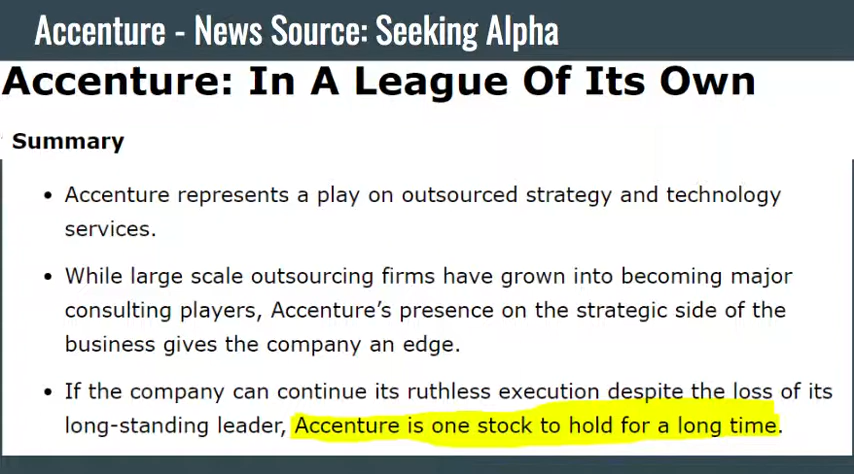 Accenture - News Source: Seeking Alpha
Accenture: In A League Of Its Own
Summary
• Accenture represents a play on outsourced strategy and technology
services.
• While large scale outsourcing firms have grown into becoming major
consulting players, Accenture’s presence on the strategic side of the
business gives the company an edge.
• If the company can continue its ruthless execution despite the loss of its
long-standing leader, Accenture is one stock to hold for a long time.